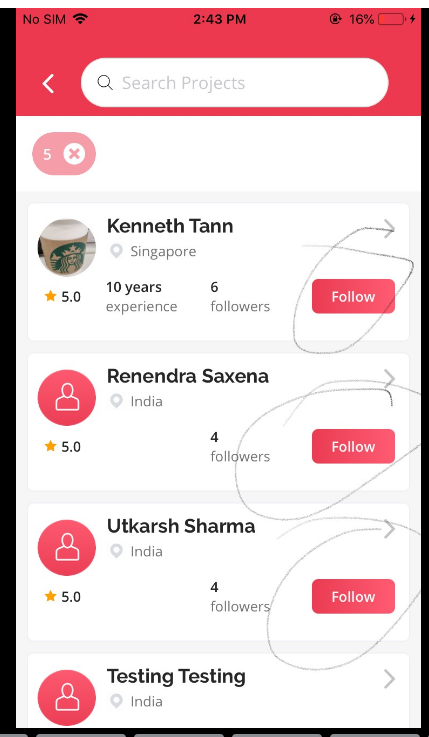 No SIM 2:43 PM 16%
Search Projects
5
Kenneth Tann
Singapore
5.0 10 years experience 6 followers Follow
Renendra Saxena
India
5.0 4 followers Follow
Utkarsh Sharma
India
5.0 4 followers Follow
Testing Testing
India